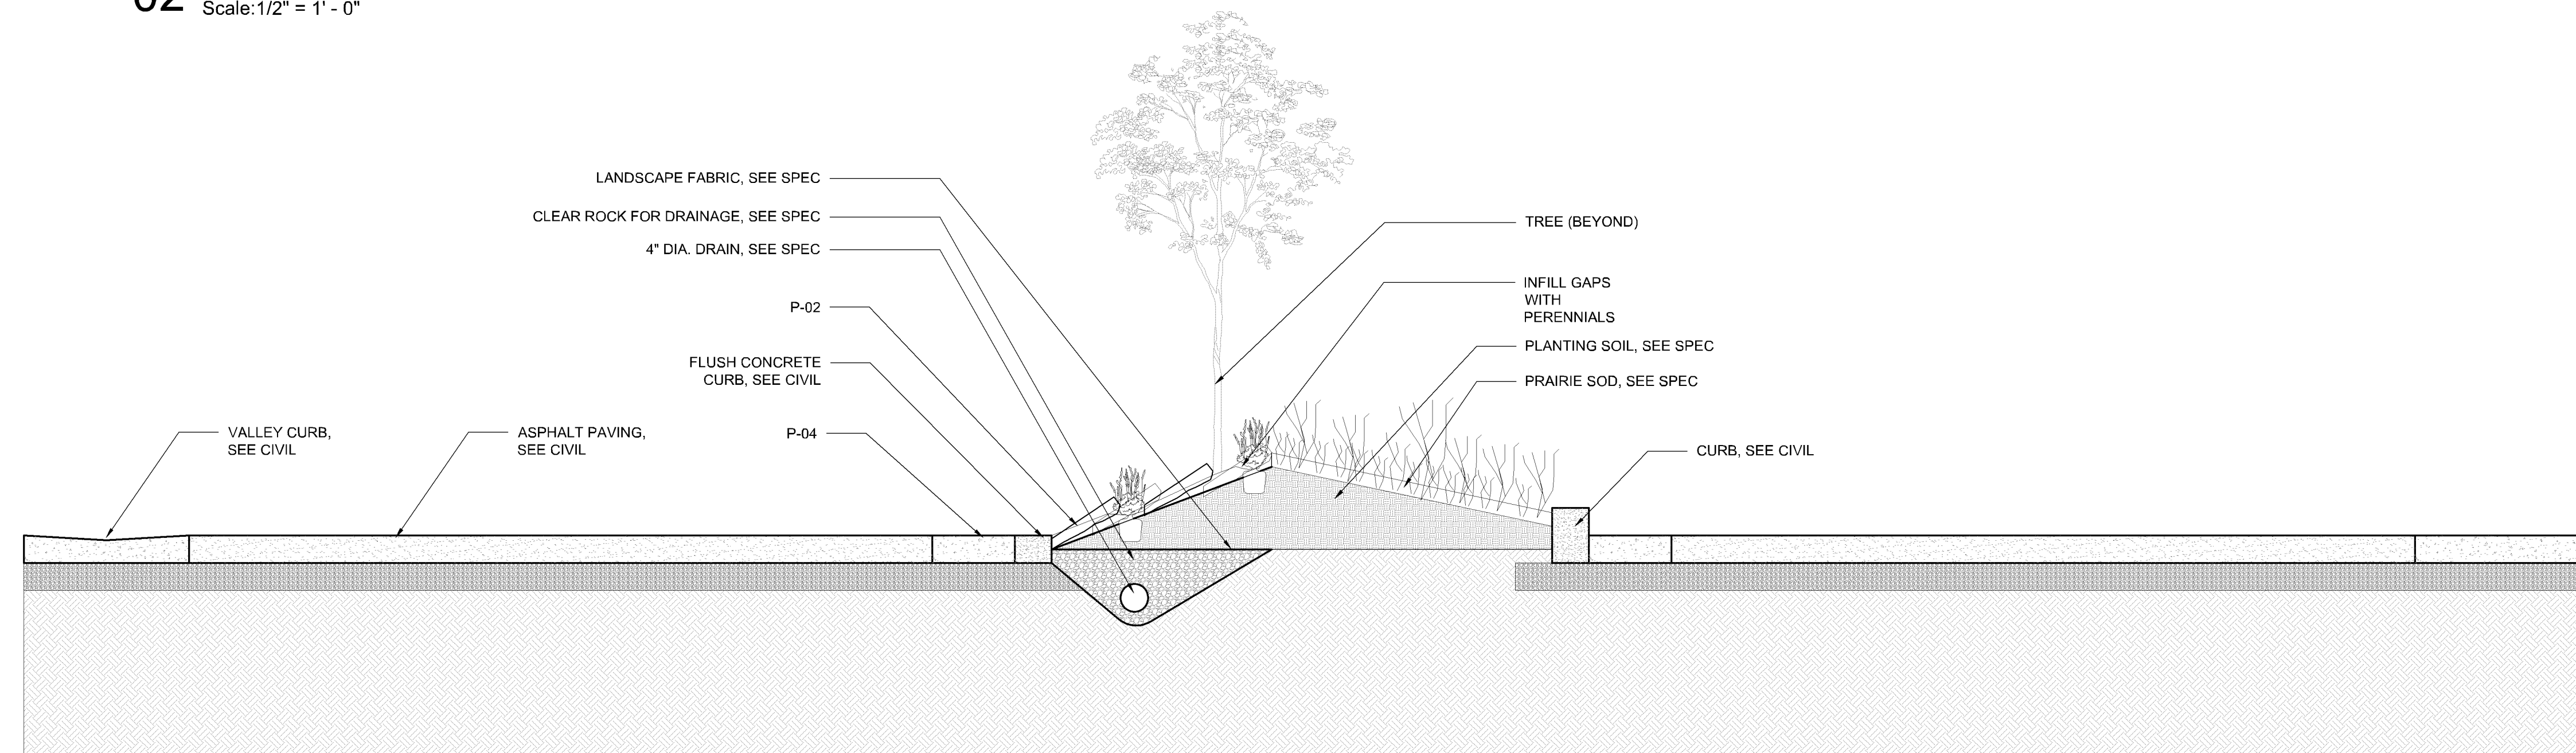 02 Scale:1/2" = 1' - 0"
LANDSCAPE FABRIC, SEE SPEC
CLEAR ROCK FOR DRAINAGE, SEE SPEC
4" DIA. DRAIN, SEE SPEC
P-02
FLUSH CONCRETE
CURB, SEE CIVIL
P-04
VALLEY CURB,
SEE CIVIL
ASPHALT PAVING,
SEE CIVIL
TREE (BEYOND)
INFILL GAPS
WITH
PERENNIALS
PLANTING SOIL, SEE SPEC
PRAIRIE SOD, SEE SPEC
CURB, SEE CIVIL